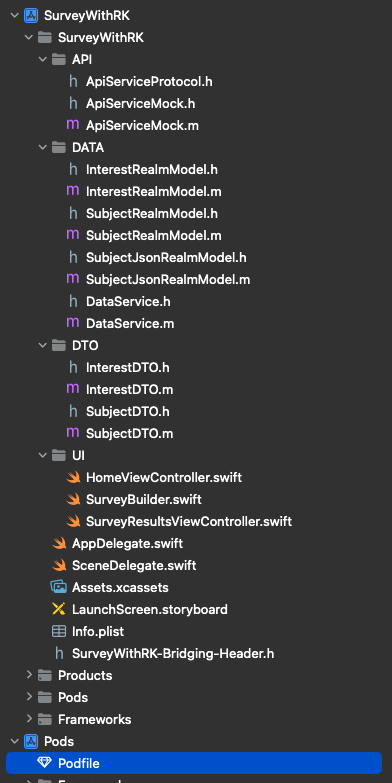 SurveyWithRK
SurveyWithRK
API
h ApiServiceProtocol.h
h ApiServiceMock.h
m ApiServiceMock.m
DATA
h InterestRealmModel.h
m InterestRealmModel.m
h SubjectRealmModel.h
m SubjectRealmModel.m
h SubjectJsonRealmModel.h
m SubjectJsonRealmModel.m
h DataService.h
m DataService.m
DTO
h InterestDTO.h
m InterestDTO.m
h SubjectDTO.h
m SubjectDTO.m
UI
HomeViewController.swift
SurveyBuilder.swift
SurveyResultsViewController.swift
AppDelegate.swift
SceneDelegate.swift
Assets.xcassets
LaunchScreen.storyboard
Info.plist
h SurveyWithRK-Bridging-Header.h
Products
Pods
Frameworks
Pods
Podfile